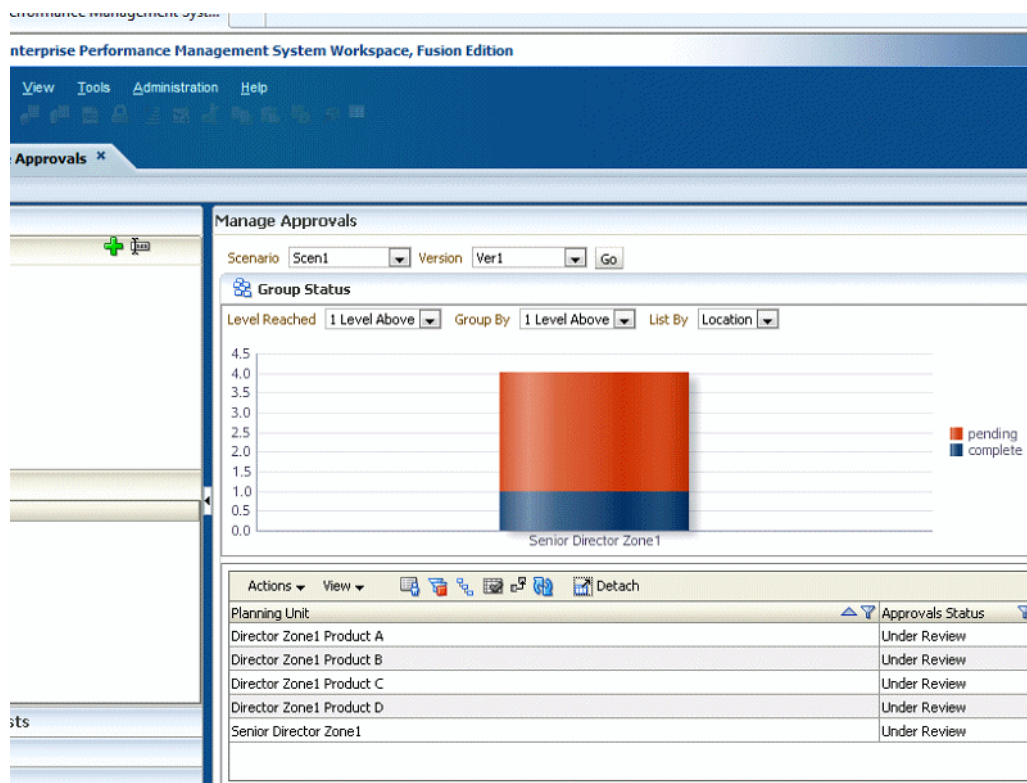 nterprise Performance Management System Workspace, Fusion Edition
View Tools Administration Help
Approvals ×
Manage Approvals
Scenario Scen1 Version Ver1 Go
Group Status
Level Reached 1 Level Above Group By 1 Level Above List By Location
4.5
4.0
3.5
3.0
2.5
2.0
1.5
1.0
0.5
0.0
pending
complete
Senior Director Zone1
Actions View Detach
Planning Unit Approvals Status
Director Zone1 Product A Under Review
Director Zone1 Product B Under Review
Director Zone1 Product C Under Review
Director Zone1 Product D Under Review
Senior Director Zone1 Under Review
sts